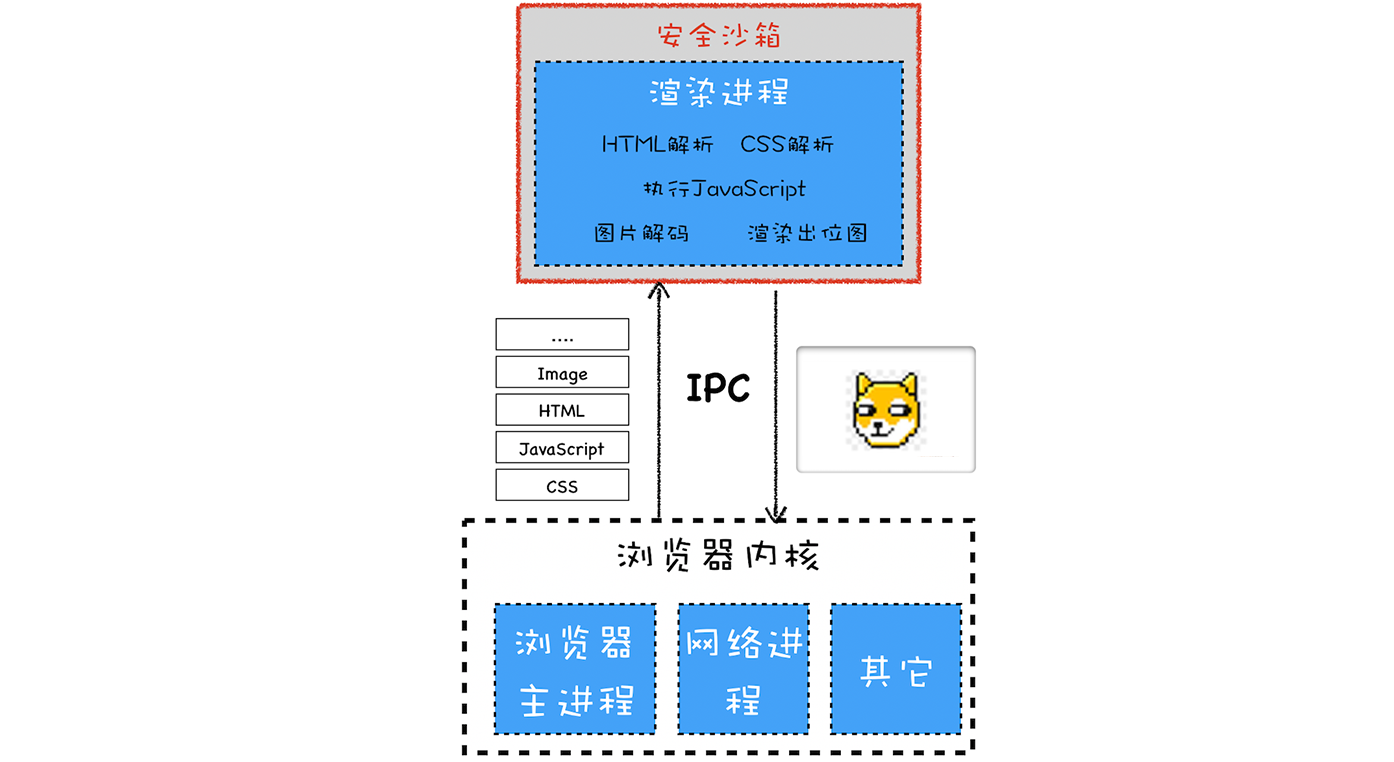 安全沙箱
渲染进程
HTML解析 CSS解析
执行JavaScript
图片解码 渲染出位图
....
Image
HTML
JavaScript
CSS
IPC
浏览器内核
浏览器
主进程
网络进
程
其它